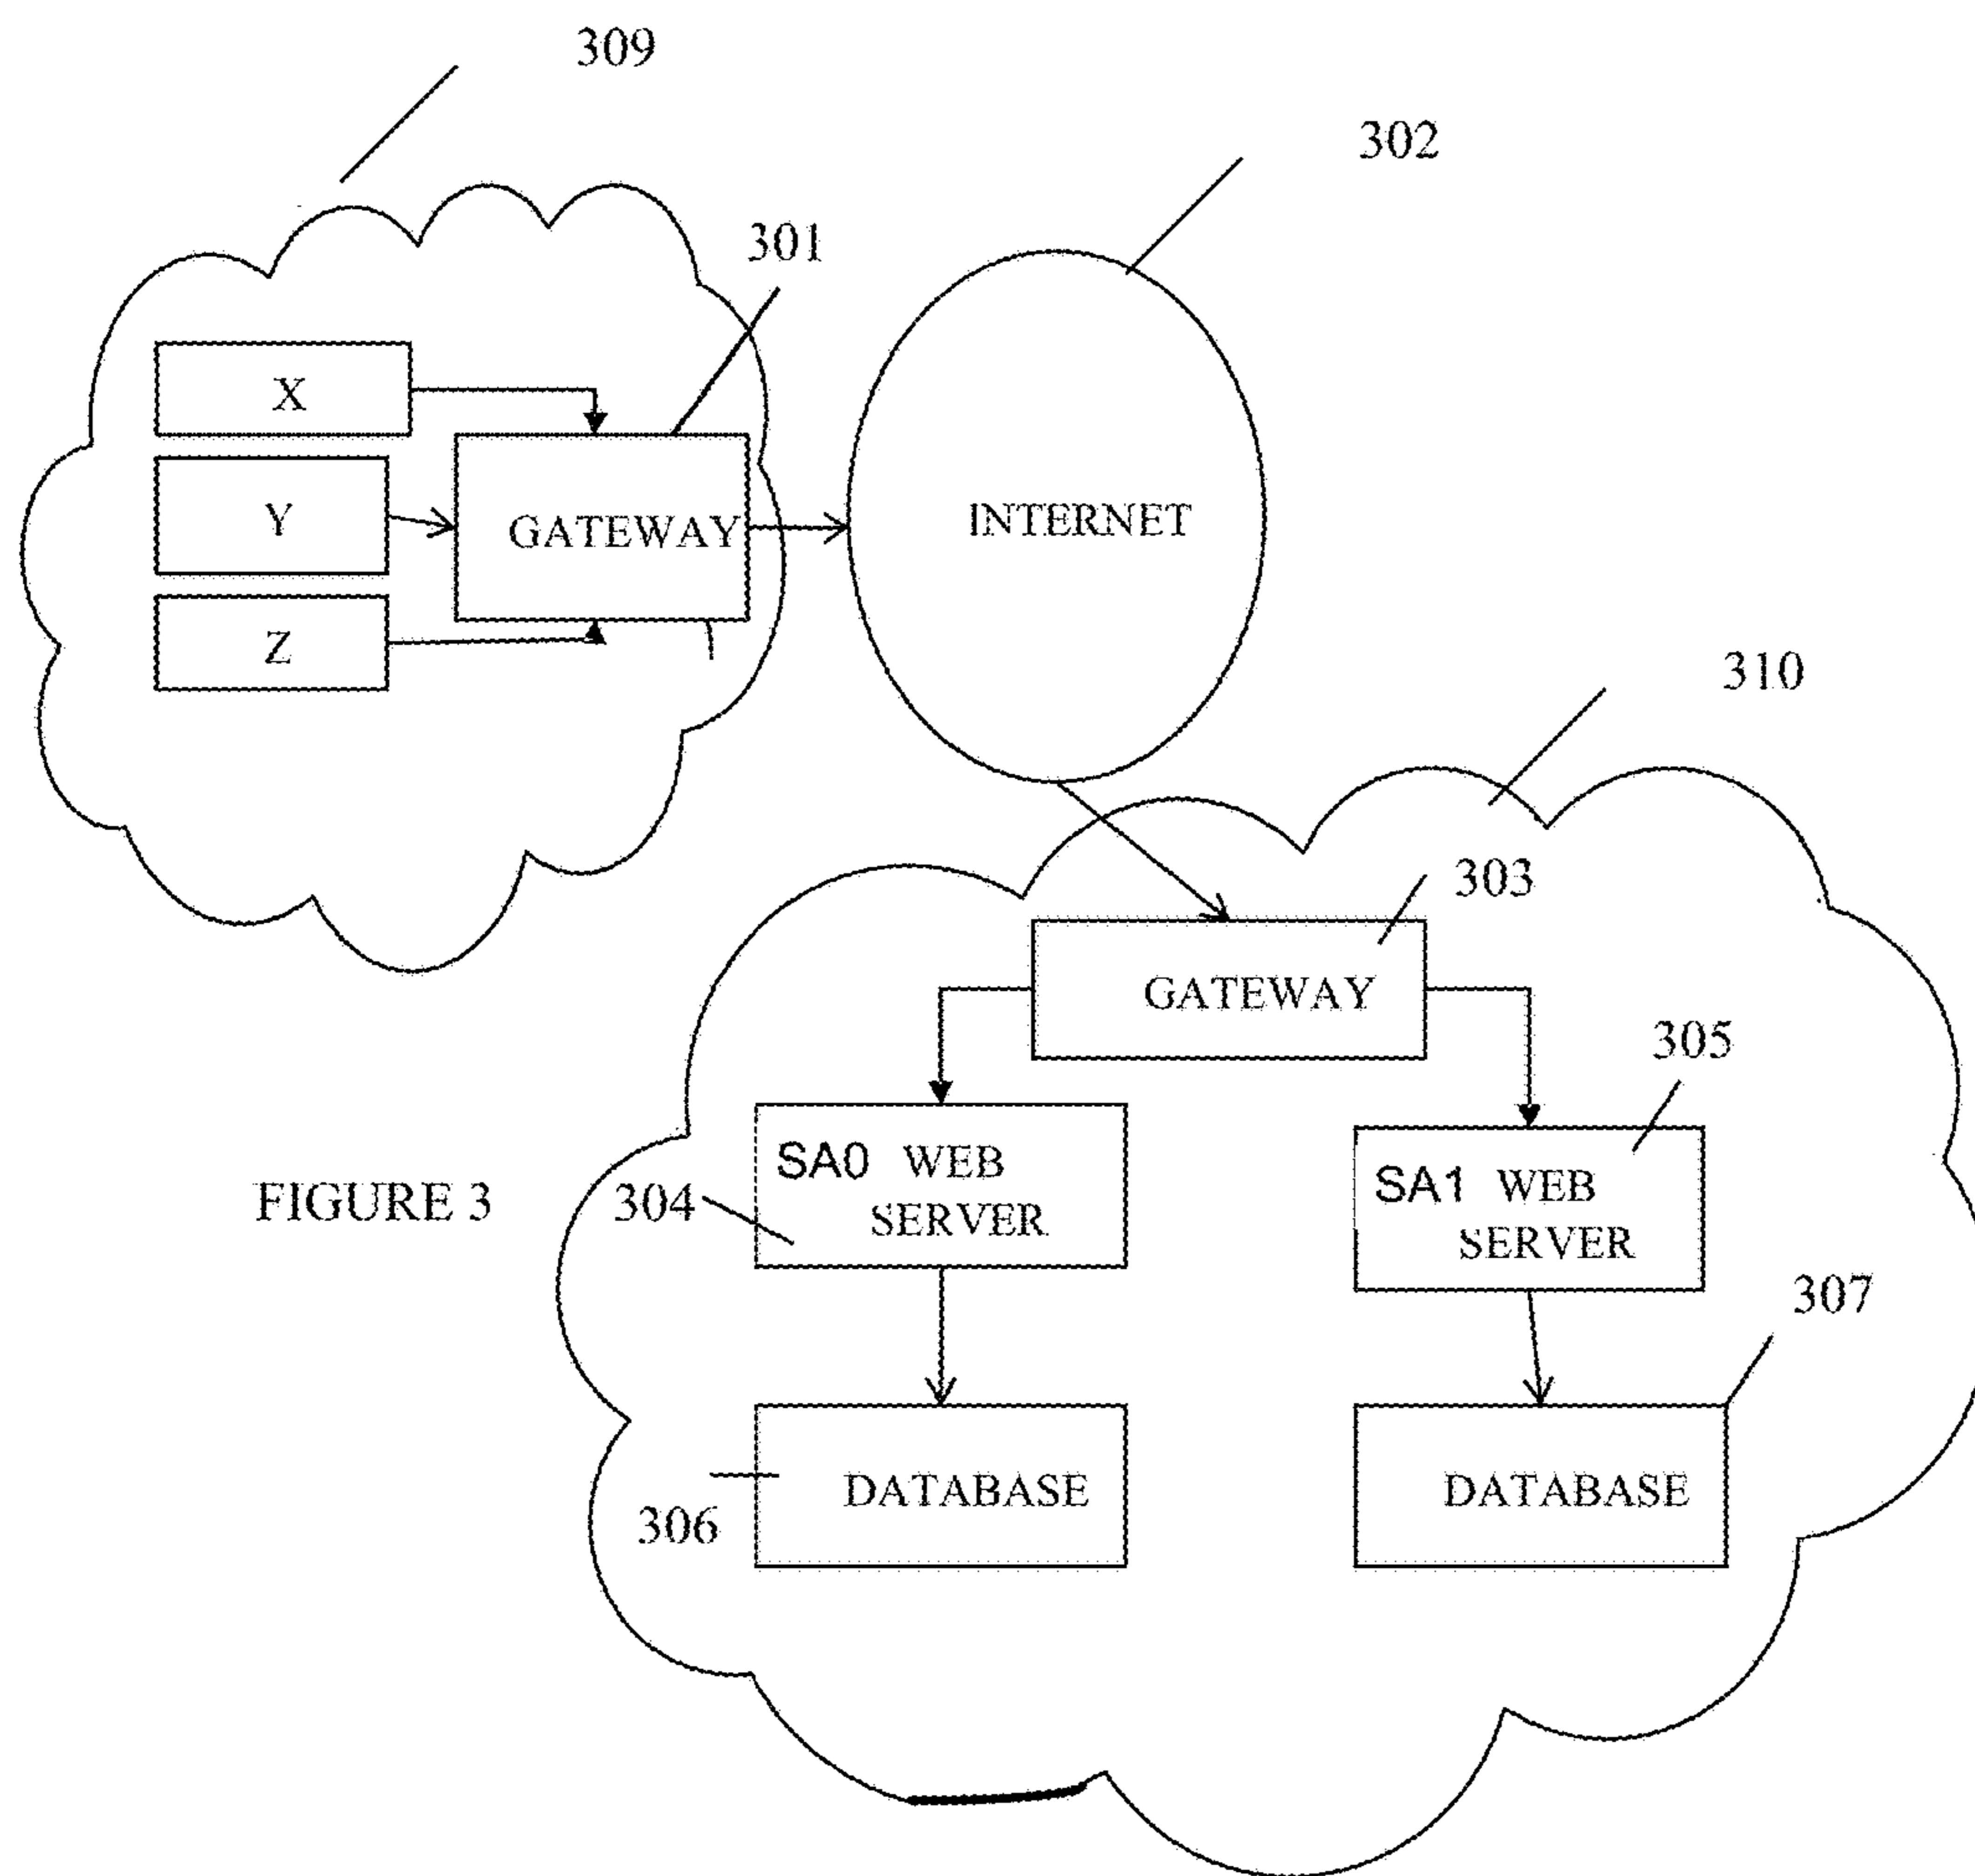 309
302
301
X
Y
GATEWAY
INTERNET
Z
310
303
GATEWAY
305
SA0 WEB
SERVER
304
SA1 WEB
SERVER
FIGURE 3
307
DATABASE
306
DATABASE